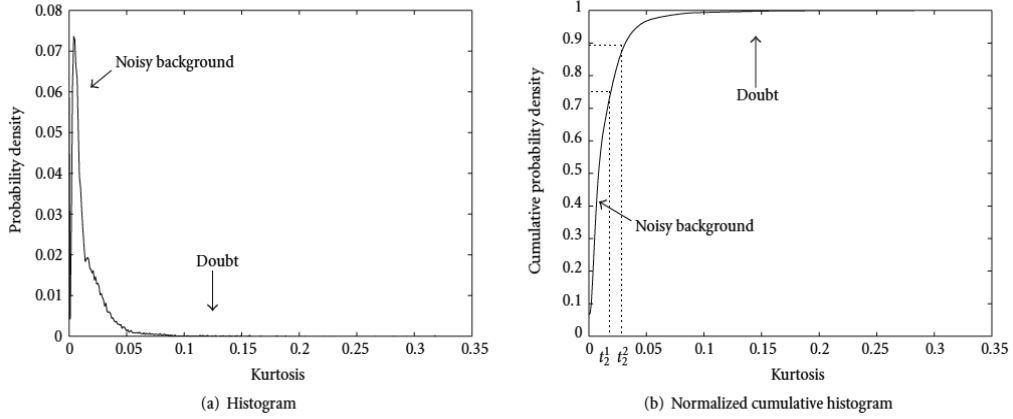 0.08
0.07
0.06
0.05
0.04
0.03
0.02
0.01
0
Probability density
Noisy background
Doubt
0 0.05 0.1 0.15 0.2 0.25 0.3 0.35
Kurtosis
(a) Histogram
1
0.9
0.8
0.7
0.6
0.5
0.4
0.3
0.2
0.1
0
Cumulative probability density
Doubt
Noisy background
0 t₂¹ t₂² 0.05 0.1 0.15 0.2 0.25 0.3 0.35
Kurtosis
(b) Normalized cumulative histogram